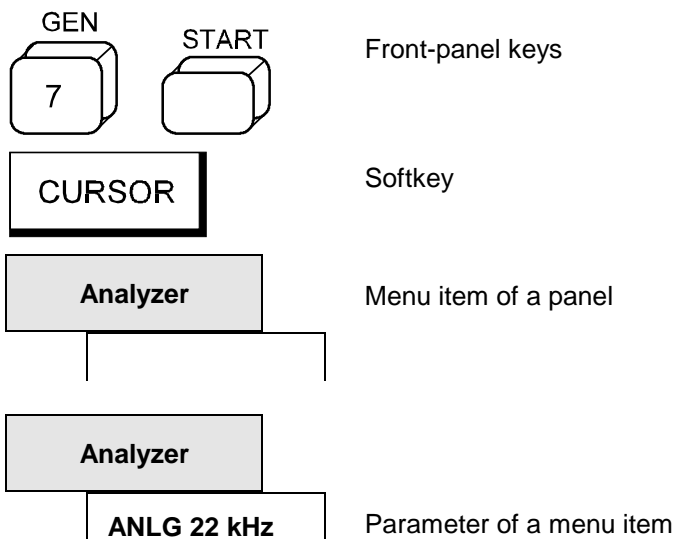 GEN
START
Front-panel keys
7
CURSOR
Softkey
Analyzer
Menu item of a panel
Analyzer
ANLG 22 kHz
Parameter of a menu item